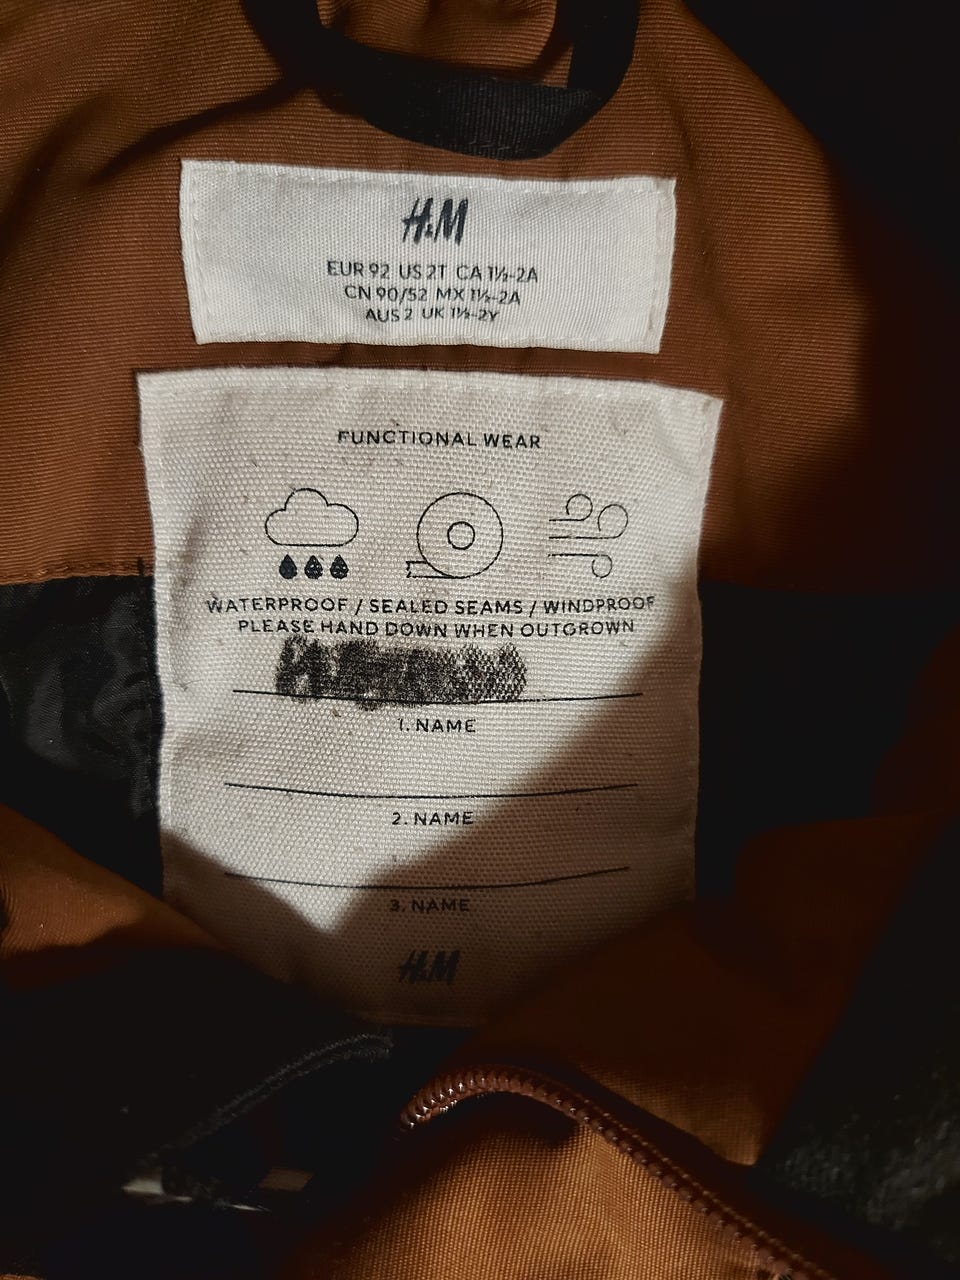 H&M
EUR 92 US 2T CA 1½-2A
CN 90/52 MX 1½-2A
AUS 2 UK 1½-2Y
FUNCTIONAL WEAR
WATERPROOF / SEALED SEAMS / WINDPROOF
PLEASE HAND DOWN WHEN OUTGROWN
1. NAME
2. NAME
3. NAME
H&M